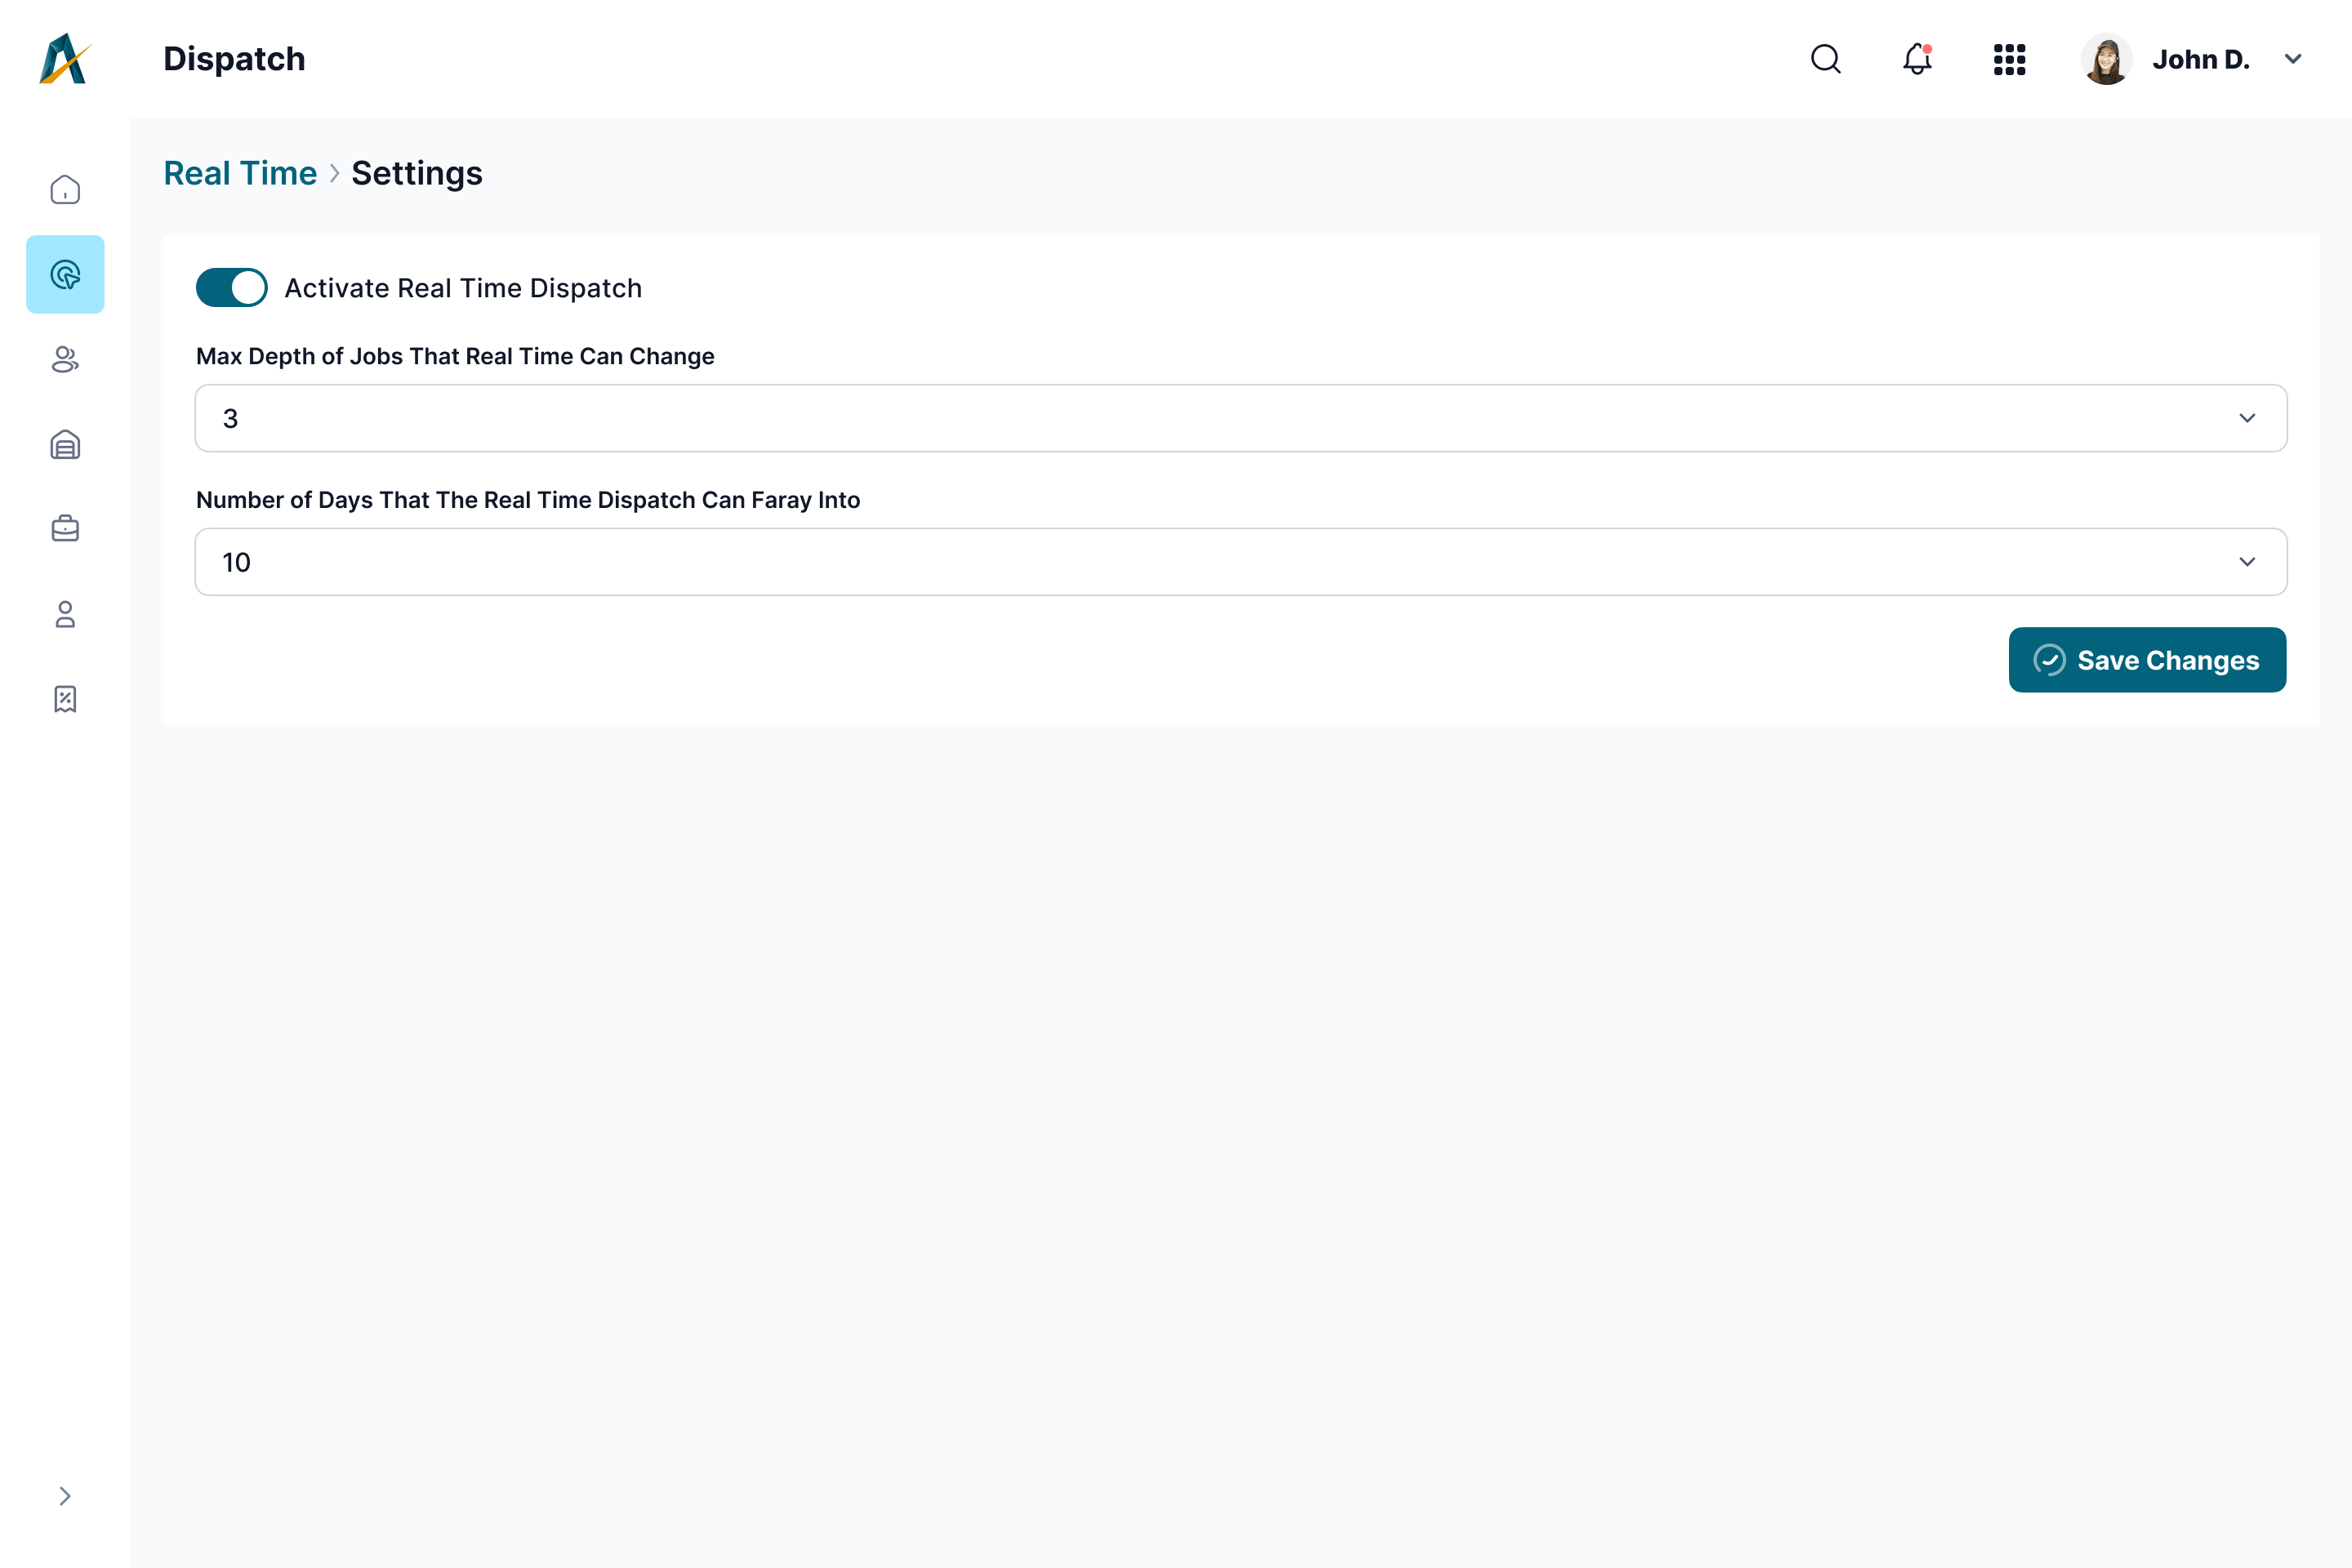 Dispatch
John D.
Real Time > Settings
Activate Real Time Dispatch
Max Depth of Jobs That Real Time Can Change
3
Number of Days That The Real Time Dispatch Can Faray Into
10
Save Changes